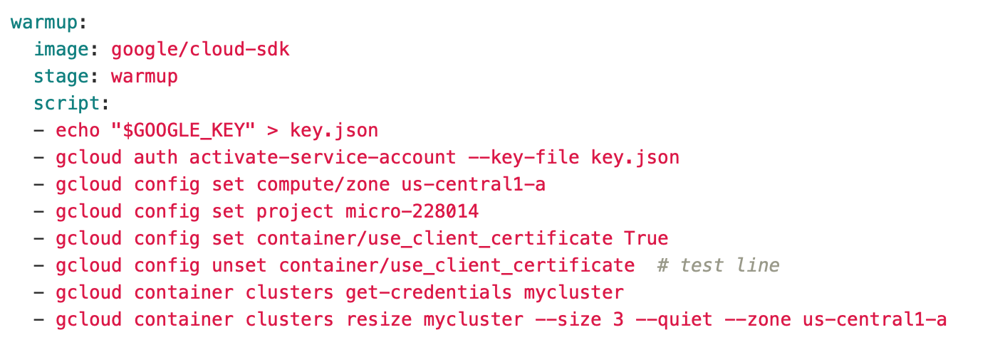 warmup:
  image: google/cloud-sdk
  stage: warmup
  script:
  - echo "$GOOGLE_KEY" > key.json
  - gcloud auth activate-service-account --key-file key.json
  - gcloud config set compute/zone us-central1-a
  - gcloud config set project micro-228014
  - gcloud config set container/use_client_certificate True
  - gcloud config unset container/use_client_certificate  # test line
  - gcloud container clusters get-credentials mycluster
  - gcloud container clusters resize mycluster --size 3 --quiet --zone us-central1-a